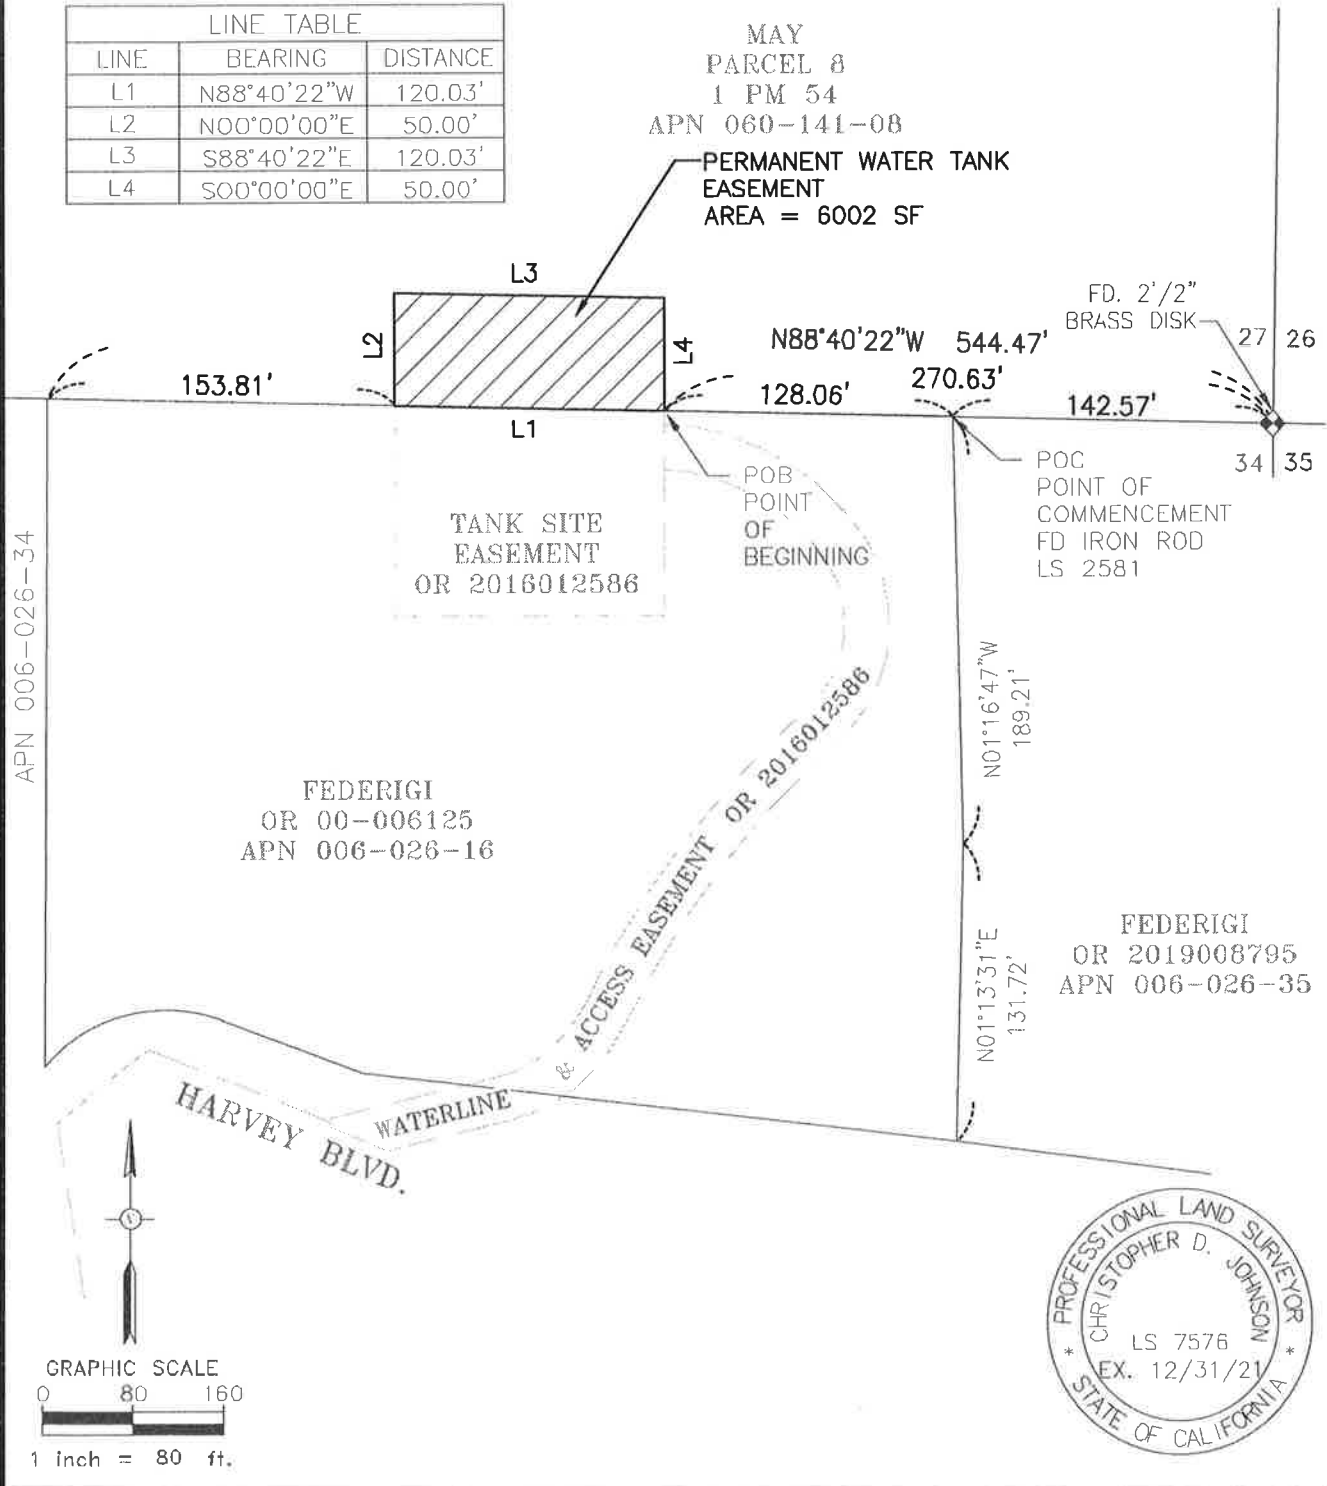 LINE TABLE
LINE BEARING DISTANCE
L1 N88°40'22"W 120.03'
L2 N00°00'00"E 50.00'
L3 S88°40'22"E 120.03'
L4 S00°00'00"E 50.00'
MAY
PARCEL 8
1 PM 54
APN 060-141-08
PERMANENT WATER TANK
EASEMENT
AREA = 6002 SF
L3
L2
L4
L1
FD. 2'/2"
BRASS DISK
27 26
34 35
N88°40'22"W 544.47'
153.81'
128.06'
270.63'
142.57'
POB
POINT
OF
BEGINNING
POC
POINT OF
COMMENCEMENT
FD IRON ROD
LS 2581
TANK SITE
EASEMENT
OR 2016012586
APN 006-026-34
N01°16'47"W
189.21'
FEDERIGI
OR 00-006125
APN 006-026-16
WATERLINE & ACCESS EASEMENT OR 2016012586
N01°13'31"E
131.72'
FEDERIGI
OR 2019008795
APN 006-026-35
HARVEY BLVD.
GRAPHIC SCALE
0 80 160
1 inch = 80 ft.
PROFESSIONAL LAND SURVEYOR
CHRISTOPHER D. JOHNSON
LS 7576
EX. 12/31/21
* STATE OF CALIFORNIA *